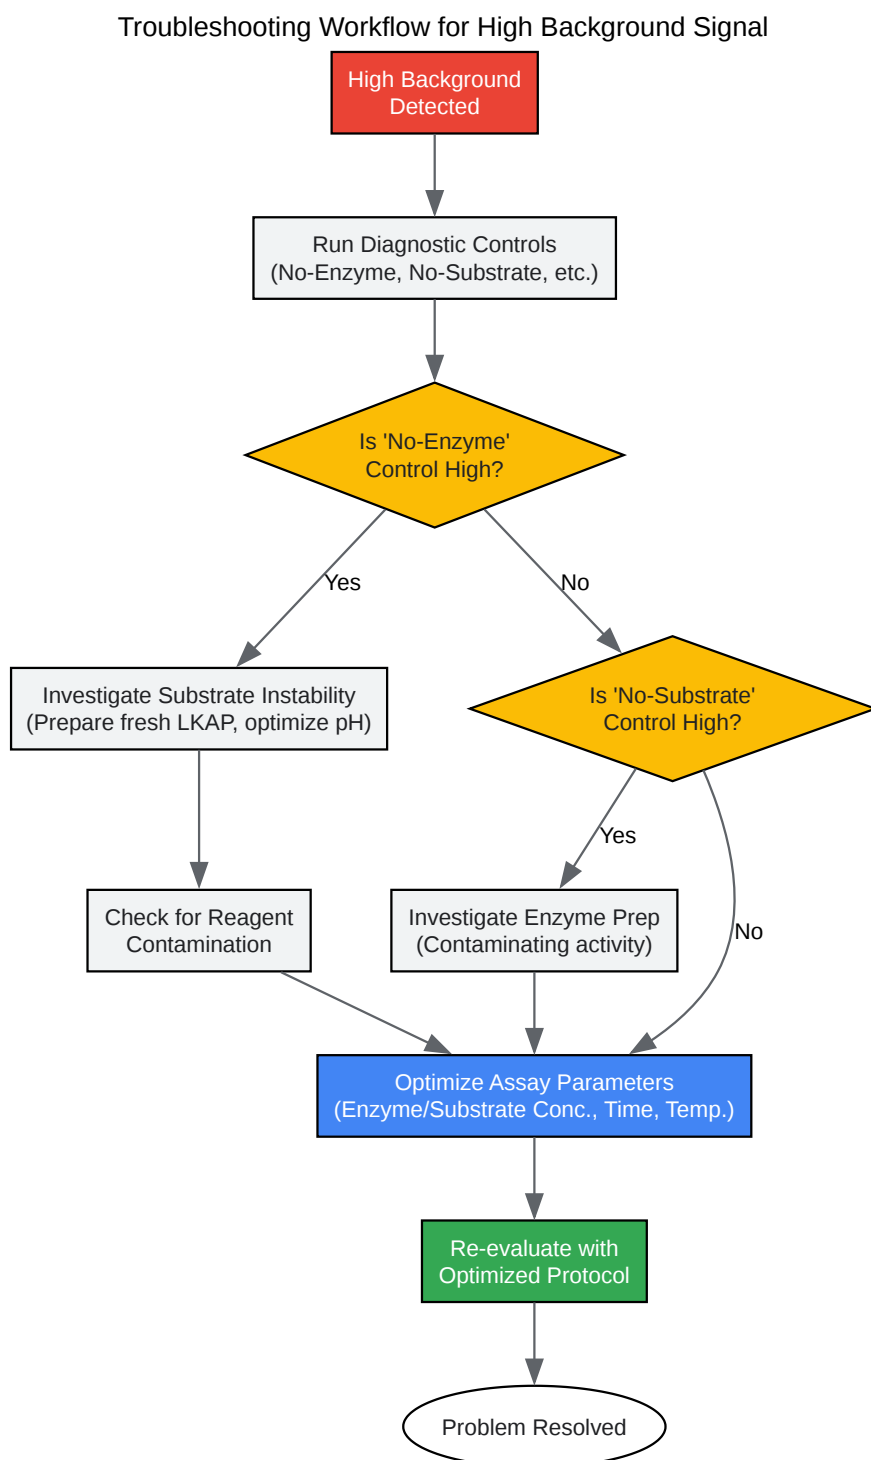 Troubleshooting Workflow for High Background Signal
High Background
Detected
Run Diagnostic Controls
(No-Enzyme, No-Substrate, etc.)
Is 'No-Enzyme'
Control High?
Yes
No
Investigate Substrate Instability
(Prepare fresh LKAP, optimize pH)
Is 'No-Substrate'
Control High?
Yes
No
Check for Reagent
Contamination
Investigate Enzyme Prep
(Contaminating activity)
Optimize Assay Parameters
(Enzyme/Substrate Conc., Time, Temp.)
Re-evaluate with
Optimized Protocol
Problem Resolved